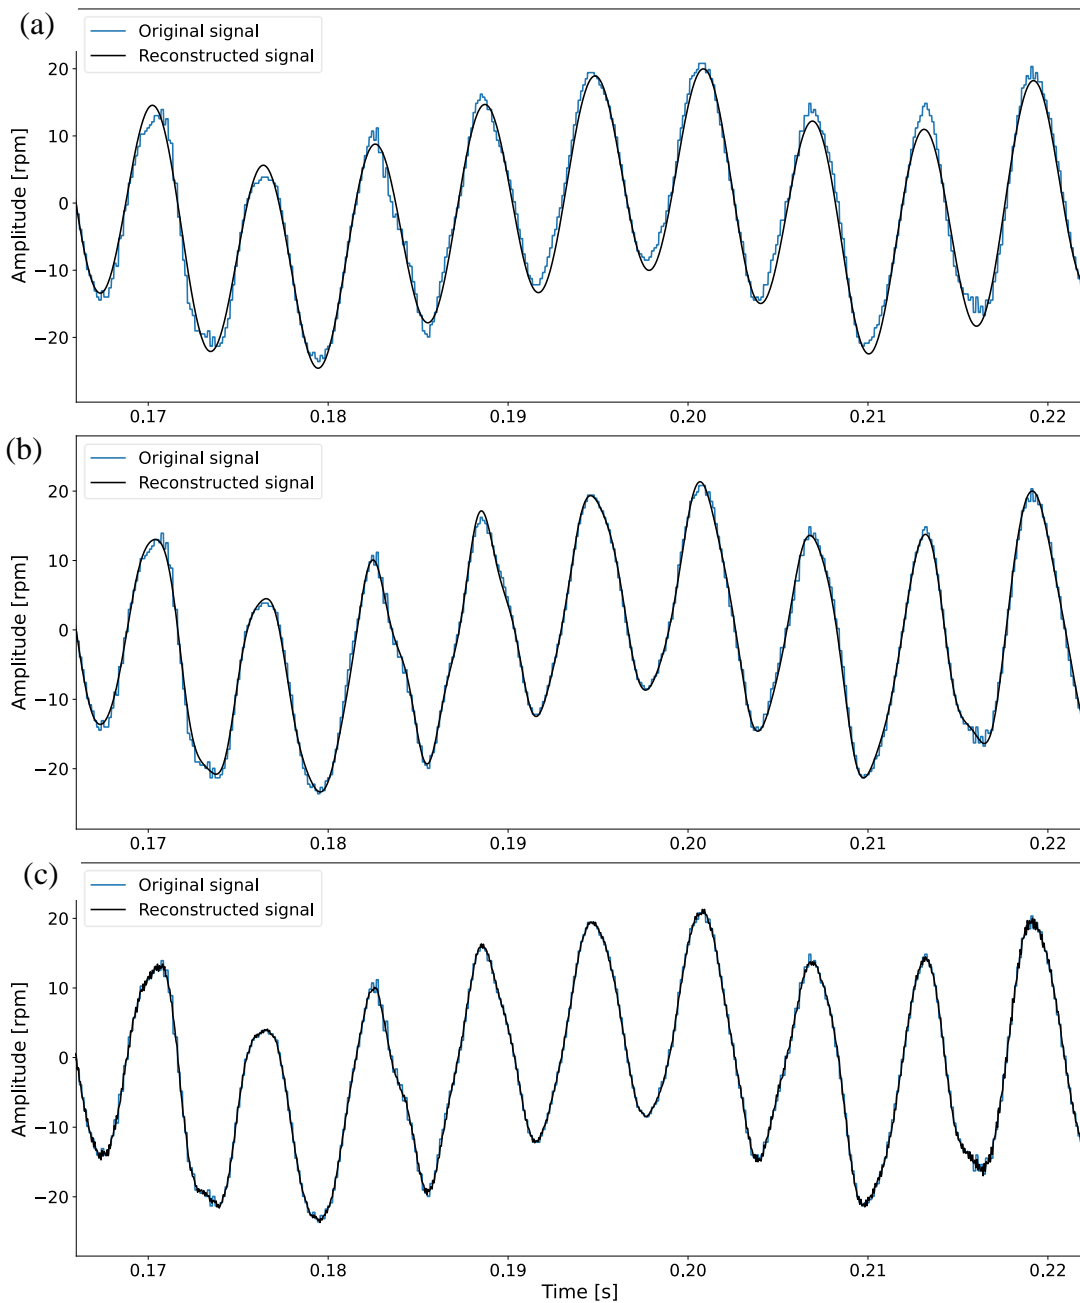 (a)
Original signal
Reconstructed signal
Amplitude [rpm]
20
10
0
−10
−20
0.17 0.18 0.19 0.20 0.21 0.22
(b)
Original signal
Reconstructed signal
Amplitude [rpm]
20
10
0
−10
−20
0.17 0.18 0.19 0.20 0.21 0.22
(c)
Original signal
Reconstructed signal
Amplitude [rpm]
20
10
0
−10
−20
0.17 0.18 0.19 0.20 0.21 0.22
Time [s]